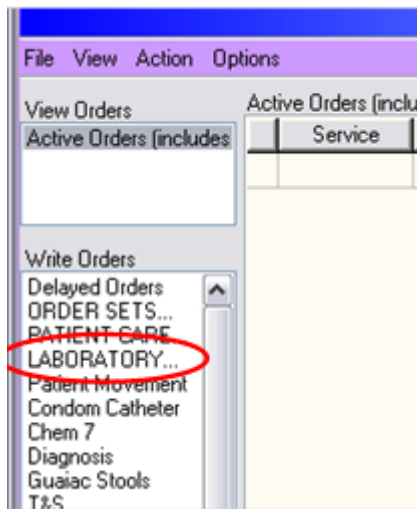 File View Action Options
View Orders
Active Orders (includes
Active Orders (inclu
Service
Write Orders
Delayed Orders
ORDER SETS...
PATIENT CARE...
LABORATORY...
Patient Movement
Condom Catheter
Chem 7
Diagnosis
Guaiac Stools
T&S